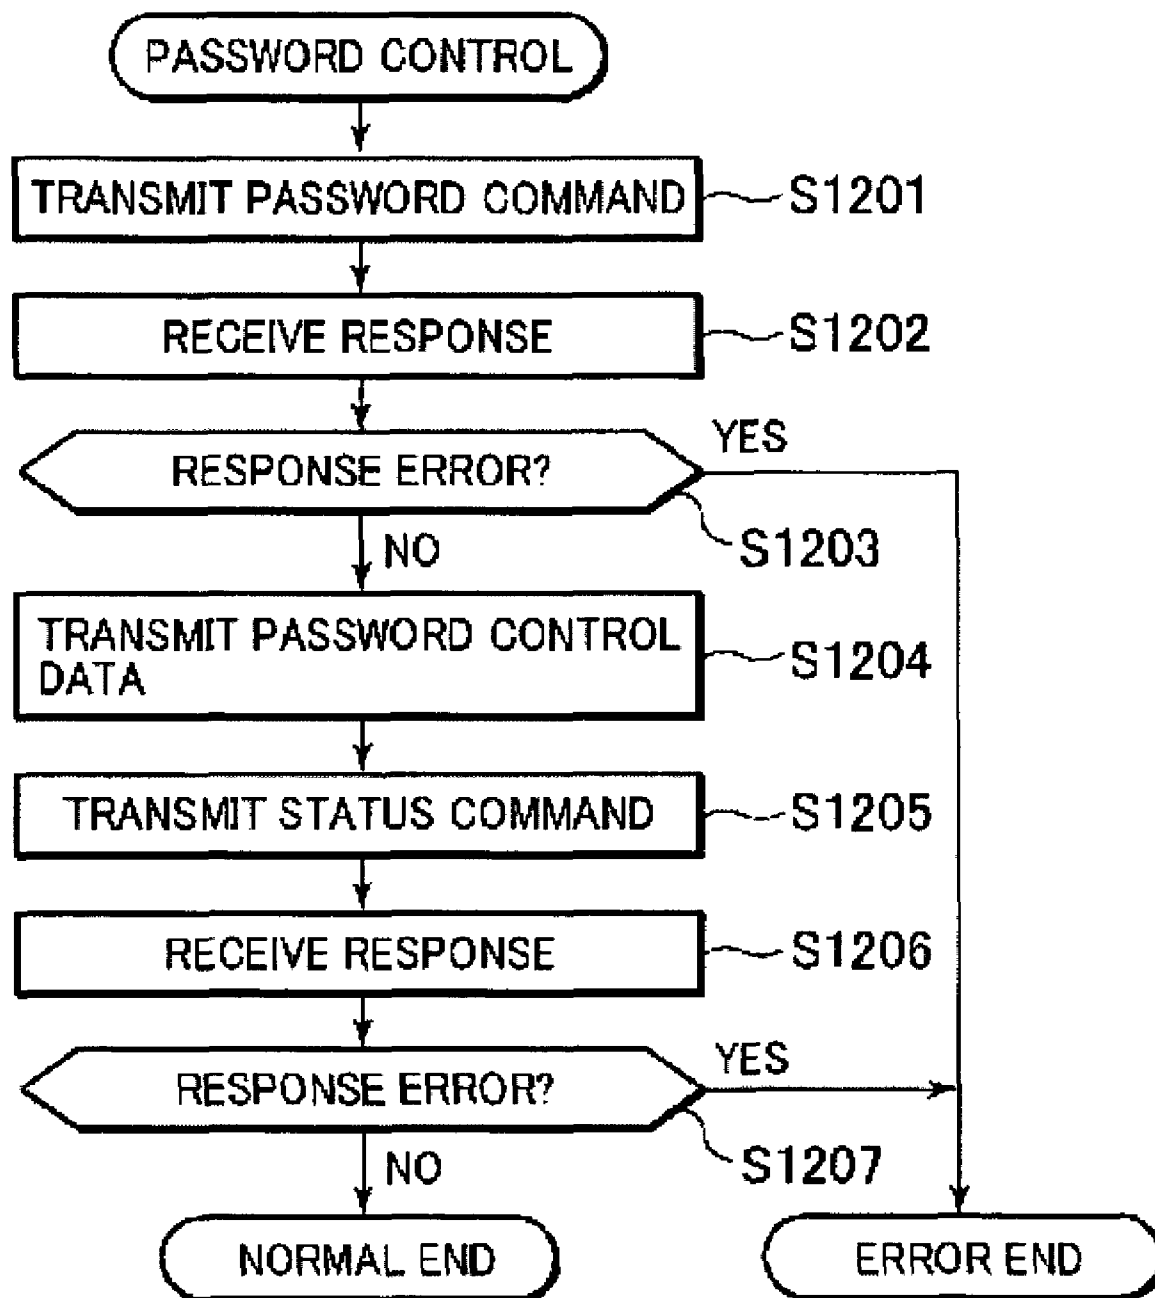 PASSWORD CONTROL
TRANSMIT PASSWORD COMMAND
S1201
RECEIVE RESPONSE
S1202
RESPONSE ERROR?
YES
S1203
NO
TRANSMIT PASSWORD CONTROL
DATA
S1204
TRANSMIT STATUS COMMAND
S1205
RECEIVE RESPONSE
S1206
RESPONSE ERROR?
YES
S1207
NO
NORMAL END
ERROR END